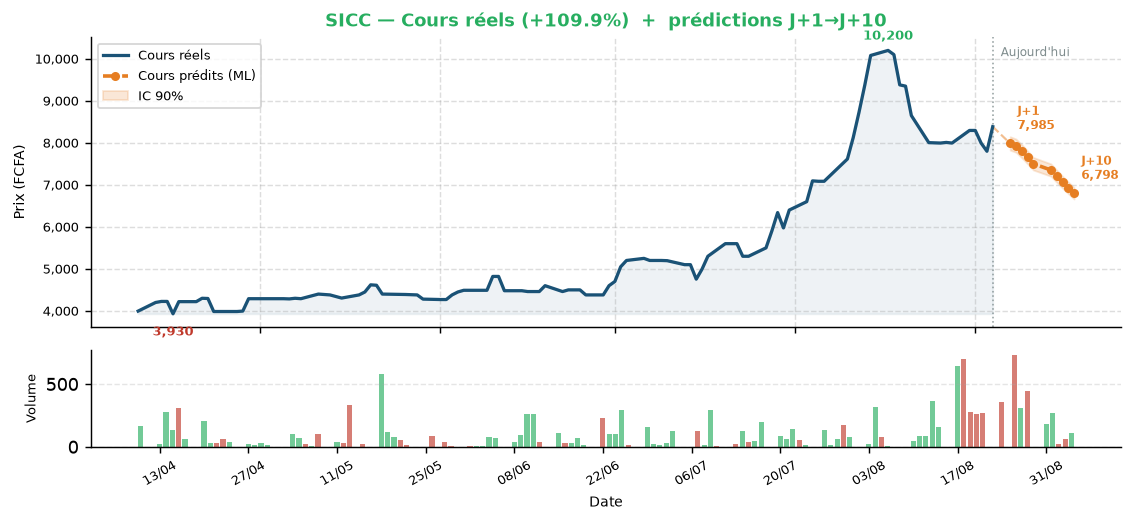 SICC — Cours réels (+109.9%)  +  prédictions J+1→J+10
10,200
Cours réels
Cours prédits (ML)
IC 90%
Aujourd'hui
J+1
7,985
J+10
6,798
3,930
Prix (FCFA)
10,000
9,000
8,000
7,000
6,000
5,000
4,000
Volume
500
0
13/04
27/04
11/05
25/05
08/06
22/06
06/07
20/07
03/08
17/08
31/08
Date